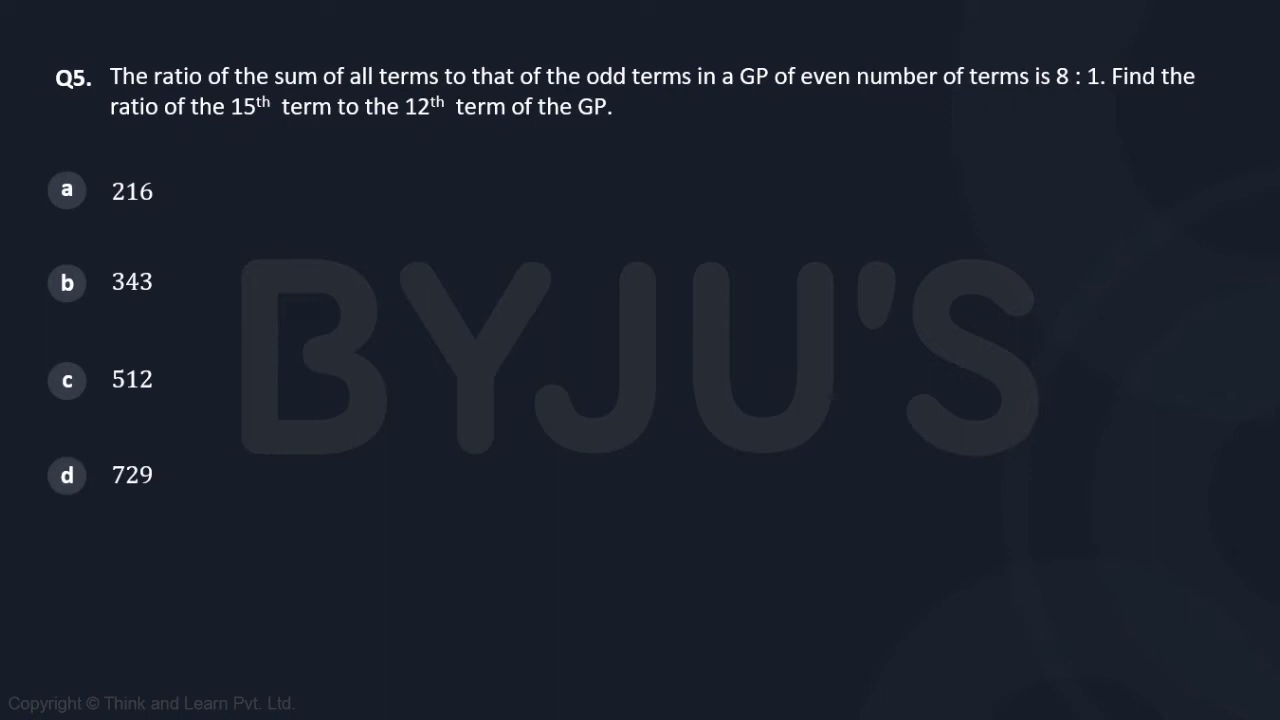 Q5. The ratio of the sum of all terms to that of the odd terms in a GP of even number of terms is 8 : 1. Find the
ratio of the 15th term to the 12th term of the GP.
a 216
b 343
BYJU'S
c 512
d 729
Copyright © Think and Learn Pvt. Ltd.